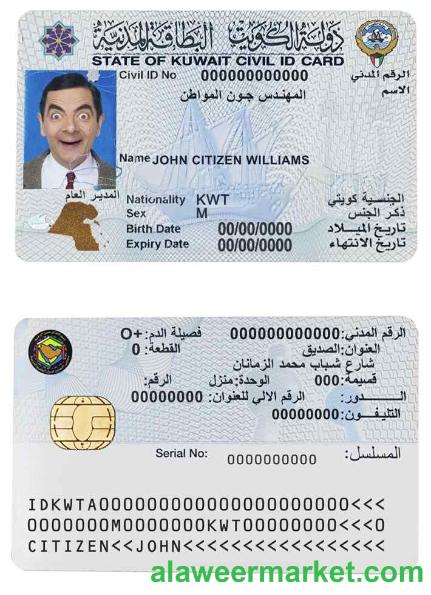 دولة الكويت البطاقة المدنية
STATE OF KUWAIT CIVIL ID CARD
Civil ID No 000000000000 الرقم المدني
المهندس جون المواطن الاسم
Name JOHN CITIZEN WILLIAMS
المدير العام
Nationality KWT الجنسية كويتي
Sex M ذكر الجنس
Birth Date 00/00/0000 تاريخ الميلاد
Expiry Date 00/00/0000 تاريخ الانتهاء
الرقم المدني: 000000000000 فصيلة الدم: +O
العنوان: الصديق القطعة: 0
شارع شباب محمد الزمانان
قسيمة: 000 الوحدة: منزل الرقم:
الدور: الرقم الالي للعنوان: 00000000
التليفون: 00000000
Serial No: 0000000000 المسلسل:
IDKWTA000000000000000000000<<<
0000000M0000000KWT00000000<<<0
CITIZEN<<JOHN<<<<<<<<<<<<<<<<<
alaweermarket.com